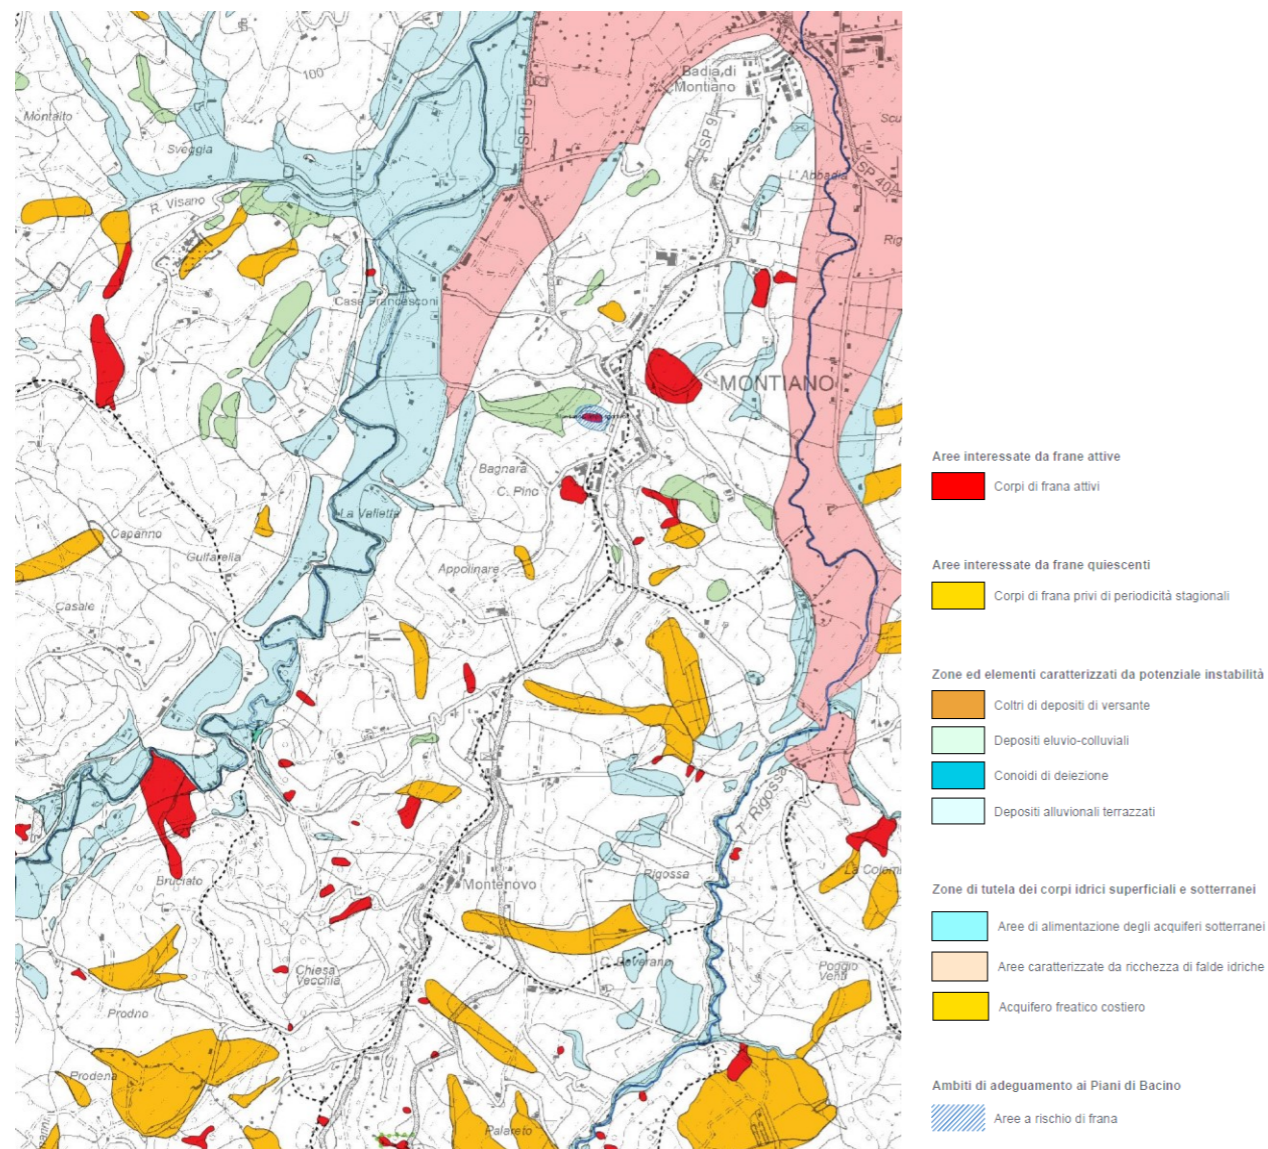 Badia di
Montiano
100
Montalto
SP 115
SP 9
Sveggia
L' Abbadia
SP 40
R. Visano
Case Francesconi
MONTIANO
Bagnara
C. Pino
La Valletta
Capanno
Gulfarella
Appolinare
Casale
T. Rigossa
Bruciato
Montenovo
Rigossa
La Colom
Chiesa
Vecchia
Poggio
Prodno
Prodena
Palareto
Aree interessate da frane attive
Corpi di frana attivi
Aree interessate da frane quiescenti
Corpi di frana privi di periodicità stagionali
Zone ed elementi caratterizzati da potenziale instabilità
Coltri di depositi di versante
Depositi eluvio-colluviali
Conoidi di deiezione
Depositi alluvionali terrazzati
Zone di tutela dei corpi idrici superficiali e sotterranei
Aree di alimentazione degli acquiferi sotterranei
Aree caratterizzate da ricchezza di falde idriche
Acquifero freatico costiero
Ambiti di adeguamento ai Piani di Bacino
Aree a rischio di frana